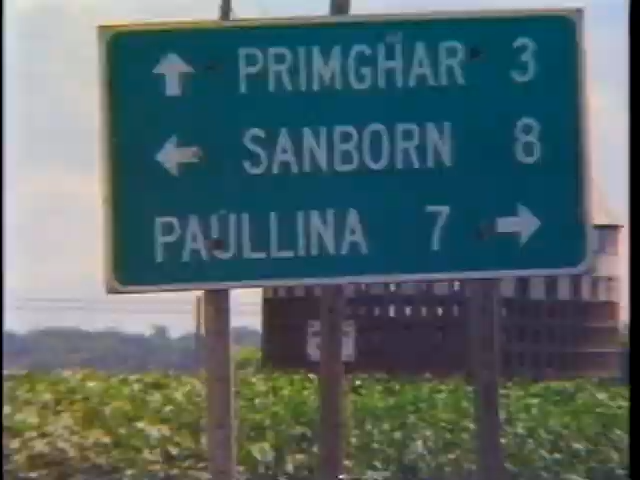 ↑ PRIMGHAR 3
← SANBORN 8
PAULLINA 7 →